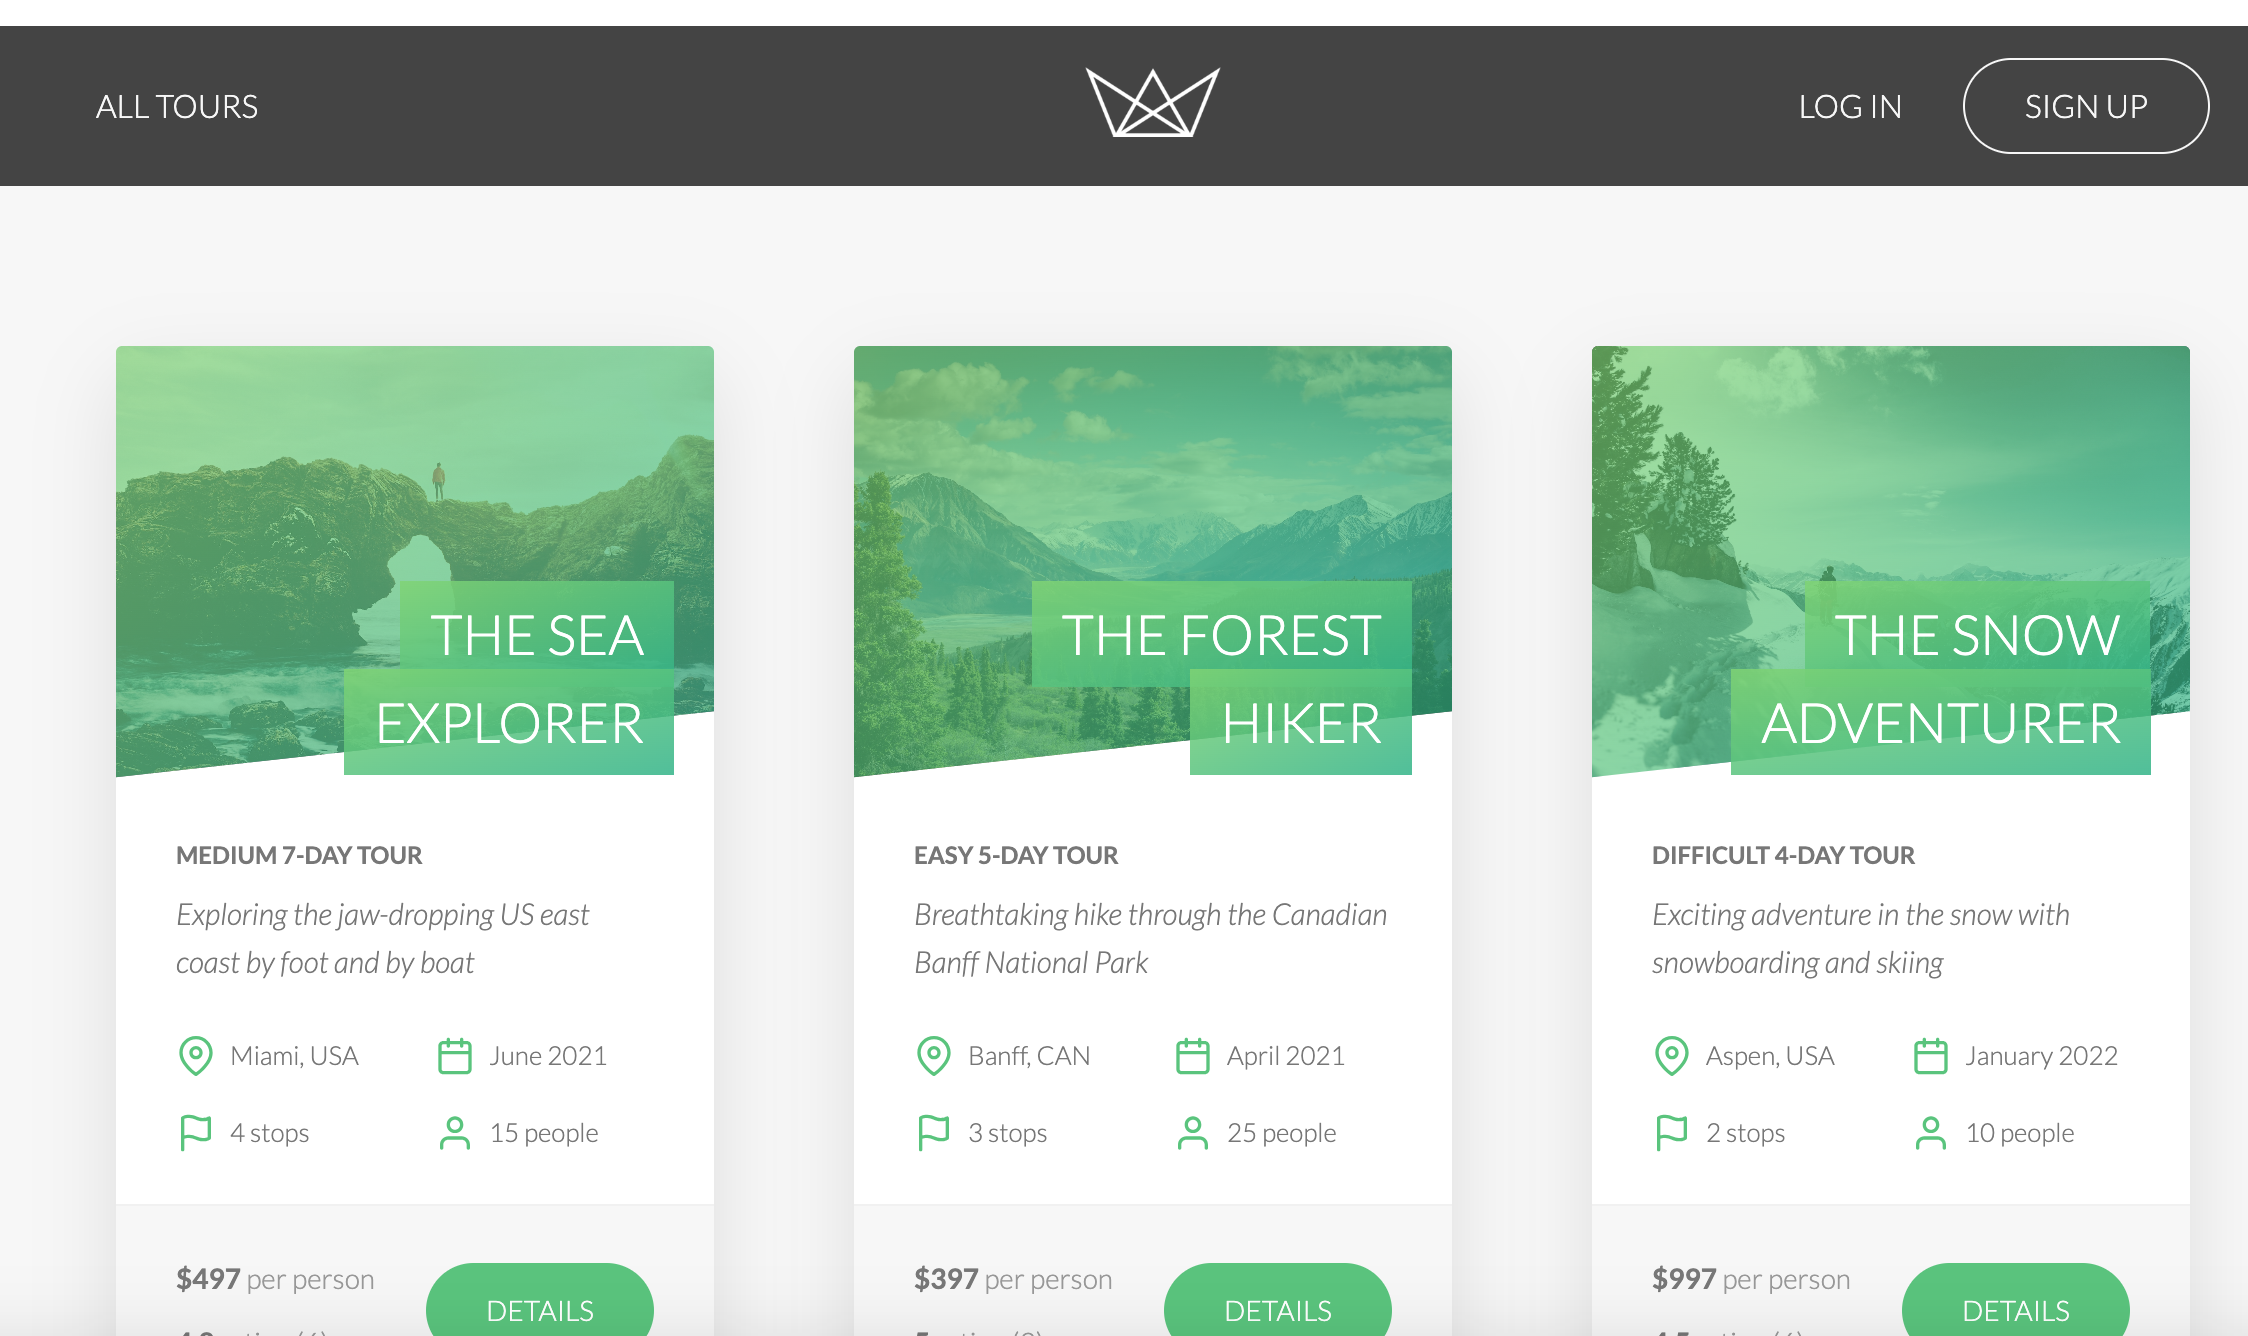 ALL TOURS
LOG IN
SIGN UP
THE SEA
EXPLORER
MEDIUM 7-DAY TOUR
Exploring the jaw-dropping US east
coast by foot and by boat
Miami, USA
June 2021
4 stops
15 people
$497 per person
DETAILS
THE FOREST
HIKER
EASY 5-DAY TOUR
Breathtaking hike through the Canadian
Banff National Park
Banff, CAN
April 2021
3 stops
25 people
$397 per person
DETAILS
THE SNOW
ADVENTURER
DIFFICULT 4-DAY TOUR
Exciting adventure in the snow with
snowboarding and skiing
Aspen, USA
January 2022
2 stops
10 people
$997 per person
DETAILS